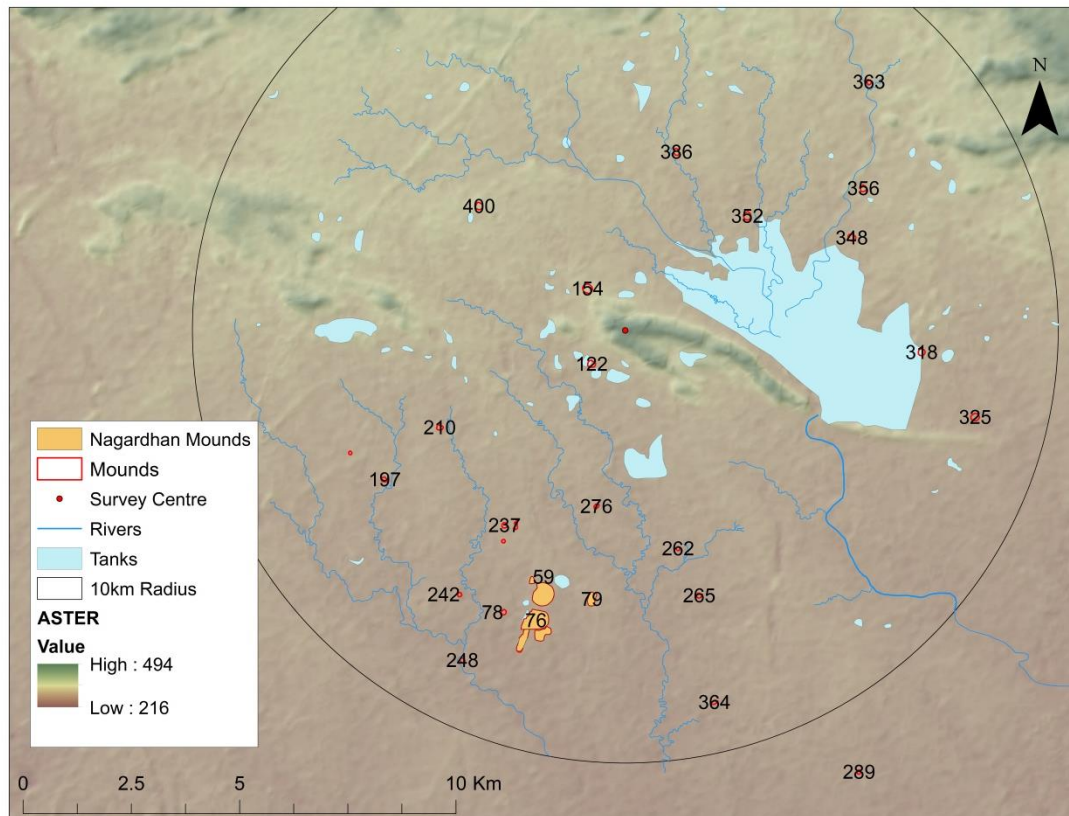 N
363
386
356
400
352
348
154
318
122
325
210
197
276
237
262
59
242
79
265
78
76
248
364
289
Nagardhan Mounds
Mounds
Survey Centre
Rivers
Tanks
10km Radius
ASTER
Value
High : 494
Low : 216
0 2.5 5 10 Km